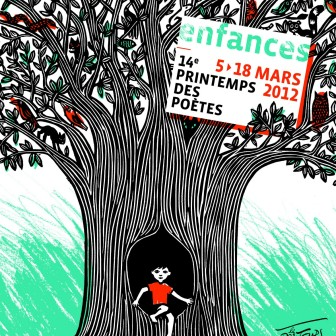 enfances
14e 5 ▸ 18 MARS
PRINTEMPS 2012
DES
POÈTES